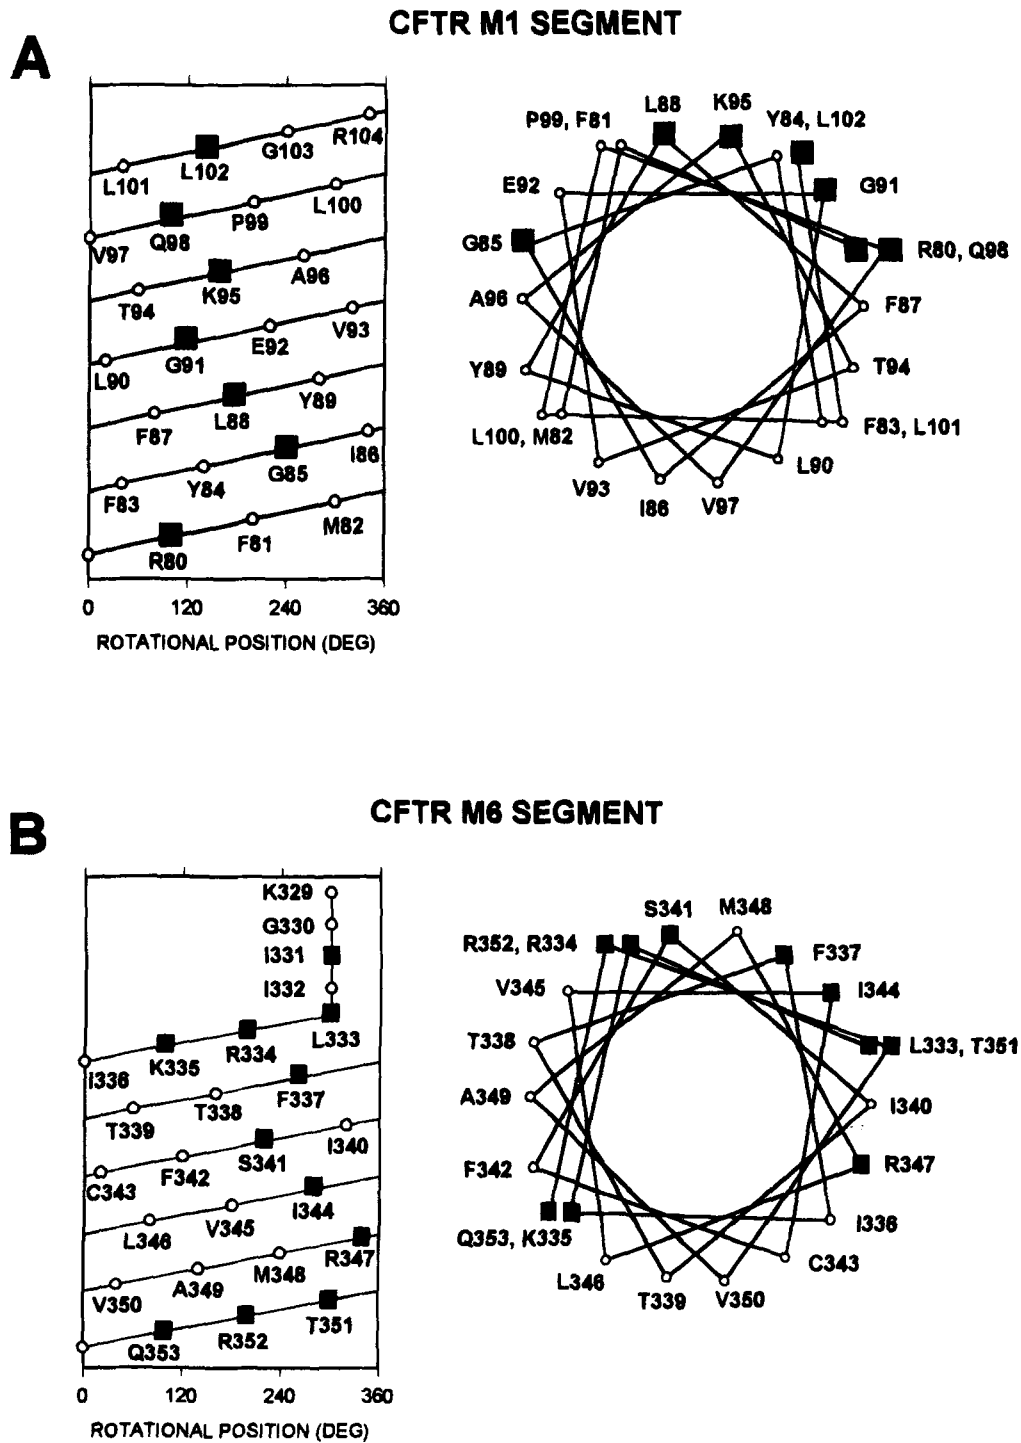 CFTR M1 SEGMENT
A
R104
G103
L102
L101
L100
P99
Q98
V97
A96
K95
T94
V93
E92
G91
L90
Y89
L88
F87
I86
G85
Y84
F83
M82
F81
R80
0 120 240 360
ROTATIONAL POSITION (DEG)
L88 K95
P99, F81 Y84, L102
E92 G91
G85 R80, Q98
A96 F87
Y89 T94
L100, M82 F83, L101
V93 L90
I86 V97
CFTR M6 SEGMENT
B
K329
G330
I331
I332
L333
R334
K335
I336
F337
T338
T339
I340
S341
F342
C343
I344
V345
L346
R347
M348
A349
V350
T351
R352
Q353
0 120 240 360
ROTATIONAL POSITION (DEG)
S341 M348
R352, R334 F337
V345 I344
T338 L333, T351
A349 I340
F342 R347
Q353, K335 I336
L346 C343
T339 V350